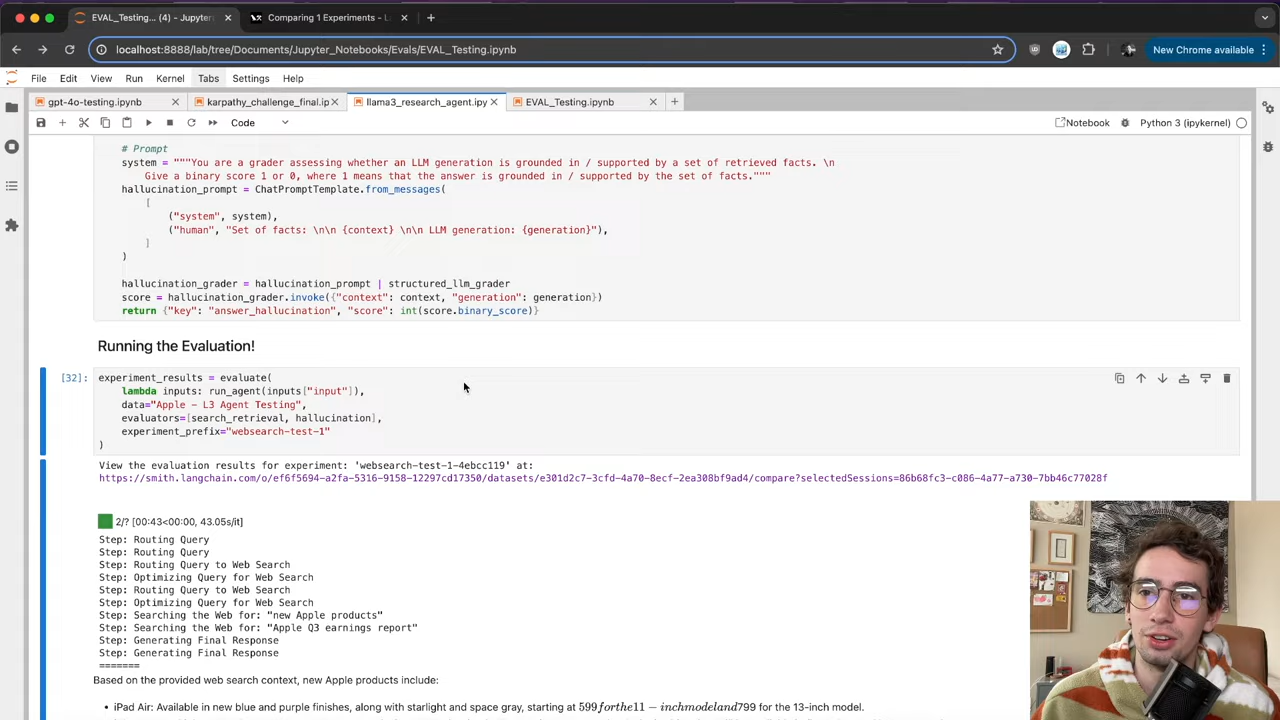 EVAL_Testing... (4) - Jupyter
Comparing 1 Experiments - L
localhost:8888/lab/tree/Documents/Jupyter_Notebooks/Evals/EVAL_Testing.ipynb
New Chrome available
File Edit View Run Kernel Tabs Settings Help
gpt-4o-testing.ipynb
karpathy_challenge_final.ip
llama3_research_agent.ipy
EVAL_Testing.ipynb
Code
Notebook
Python 3 (ipykernel)
# Prompt
system = """You are a grader assessing whether an LLM generation is grounded in / supported by a set of retrieved facts. \n
Give a binary score 1 or 0, where 1 means that the answer is grounded in / supported by the set of facts."""
hallucination_prompt = ChatPromptTemplate.from_messages(
[
("system", system),
("human", "Set of facts: \n\n {context} \n\n LLM generation: {generation}"),
]
)
hallucination_grader = hallucination_prompt | structured_llm_grader
score = hallucination_grader.invoke({"context": context, "generation": generation})
return {"key": "answer_hallucination", "score": int(score.binary_score)}
Running the Evaluation!
[32]:
experiment_results = evaluate(
lambda inputs: run_agent(inputs["input"]),
data="Apple – L3 Agent Testing",
evaluators=[search_retrieval, hallucination],
experiment_prefix="websearch-test-1"
)
View the evaluation results for experiment: 'websearch-test-1-4ebcc119' at:
https://smith.langchain.com/o/ef6f5694-a2fa-5316-9158-12297cd17350/datasets/e301d2c7-3cfd-4a70-8ecf-2ea308bf9ad4/compare?selectedSessions=86b68fc3-c086-4a77-a730-7bb46c77028f
2/? [00:43<00:00, 43.05s/it]
Step: Routing Query
Step: Routing Query
Step: Routing Query to Web Search
Step: Optimizing Query for Web Search
Step: Routing Query to Web Search
Step: Optimizing Query for Web Search
Step: Searching the Web for: "new Apple products"
Step: Searching the Web for: "Apple Q3 earnings report"
Step: Generating Final Response
Step: Generating Final Response
=======
Based on the provided web search context, new Apple products include:
• iPad Air: Available in new blue and purple finishes, along with starlight and space gray, starting at 599forthe11−inchmodeland799 for the 13-inch model.